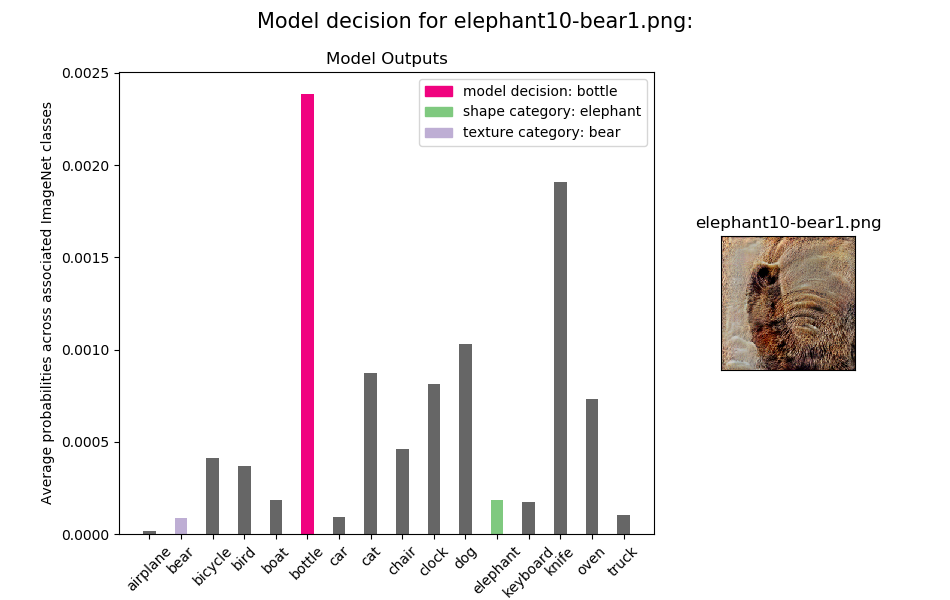 Model decision for elephant10-bear1.png:
Model Outputs
Average probabilities across associated ImageNet classes
0.0025
0.0020
0.0015
0.0010
0.0005
0.0000
model decision: bottle
shape category: elephant
texture category: bear
airplane
bear
bicycle
bird
boat
bottle
car
cat
chair
clock
dog
elephant
keyboard
knife
oven
truck
elephant10-bear1.png